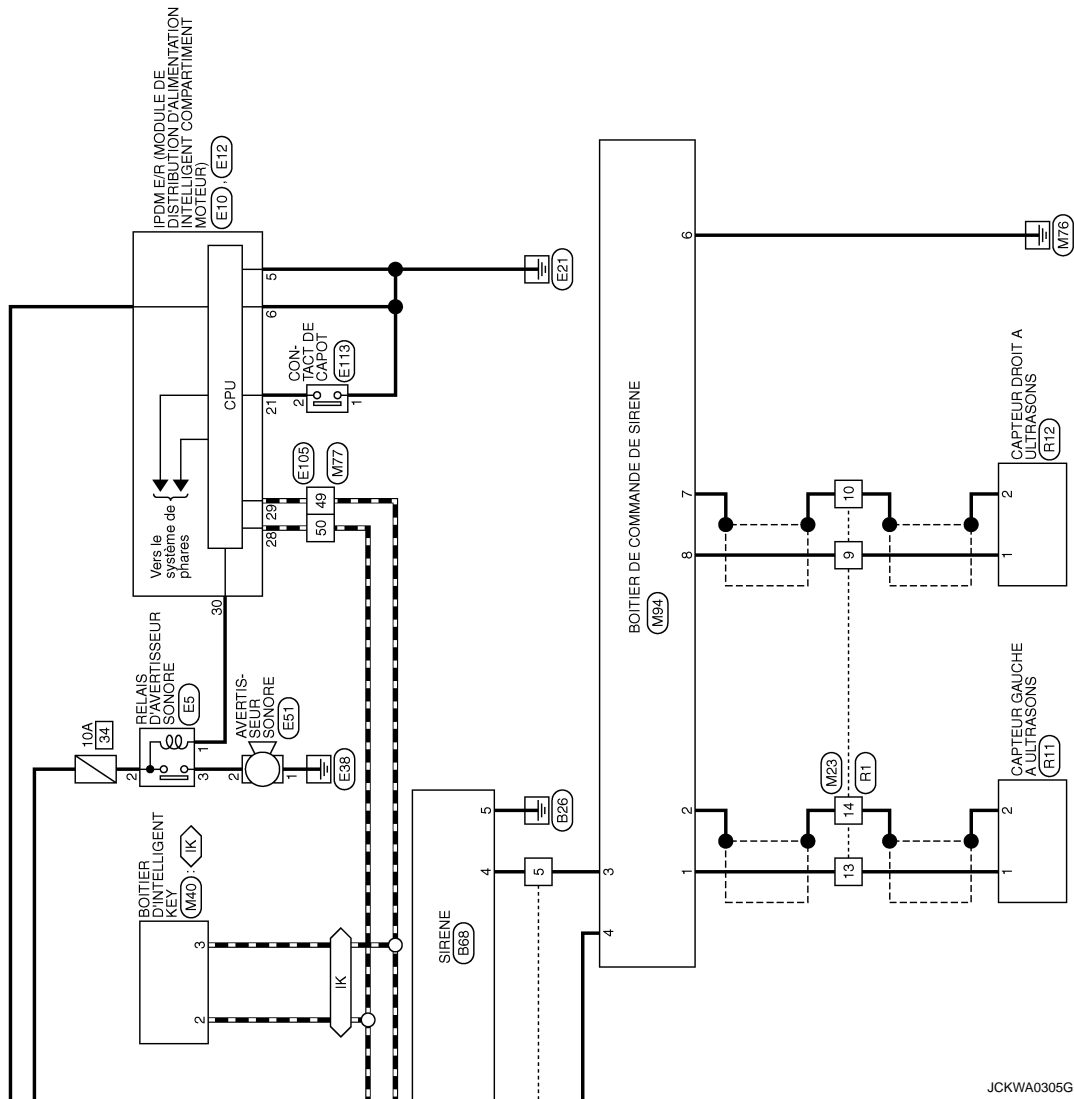 IPDM E/R (MODULE DE
DISTRIBUTION D'ALIMENTATION
INTELLIGENT COMPARTIMENT
MOTEUR)
E10 , E12
CPU
Vers le
système de
phares
5
6
21
29
28
30
E21
CON-
TACT DE
CAPOT
E113
2
1
E105
M77
49
50
10A
34
RELAIS
D'AVERTISSEUR
SONORE
E5
2
1
3
AVERTIS-
SEUR
SONORE
E51
2
1
E38
BOITIER
D'INTELLIGENT
KEY
M40 : IK
3
2
IK
SIRENE
B68
5
4
B26
5
BOITIER DE COMMANDE DE SIRENE
M94
6
7
8
2
1
3
4
M76
10
9
M23
R1
14
13
CAPTEUR DROIT A
ULTRASONS
R12
2
1
CAPTEUR GAUCHE
A ULTRASONS
R11
2
1
JCKWA0305G